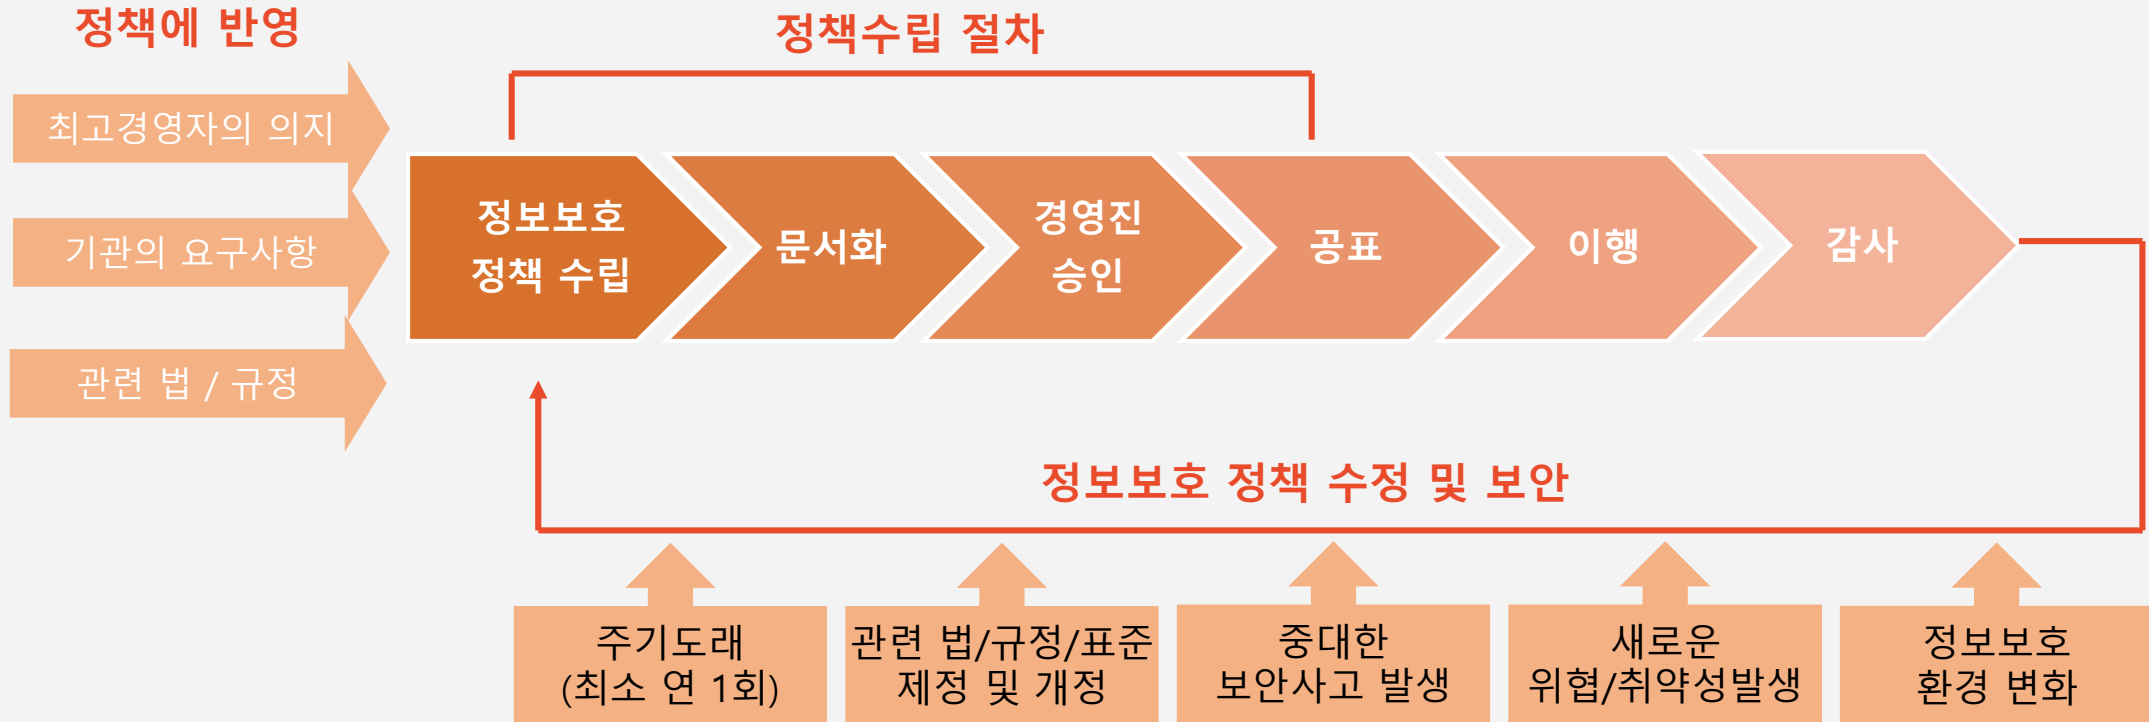 정책에 반영
정책수립 절차
최고경영자의 의지
기관의 요구사항
관련 법 / 규정
정보보호
정책 수립
문서화
경영진
승인
공표
이행
감사
정보보호 정책 수정 및 보안
주기도래
(최소 연 1회)
관련 법/규정/표준
제정 및 개정
중대한
보안사고 발생
새로운
위협/취약성발생
정보보호
환경 변화